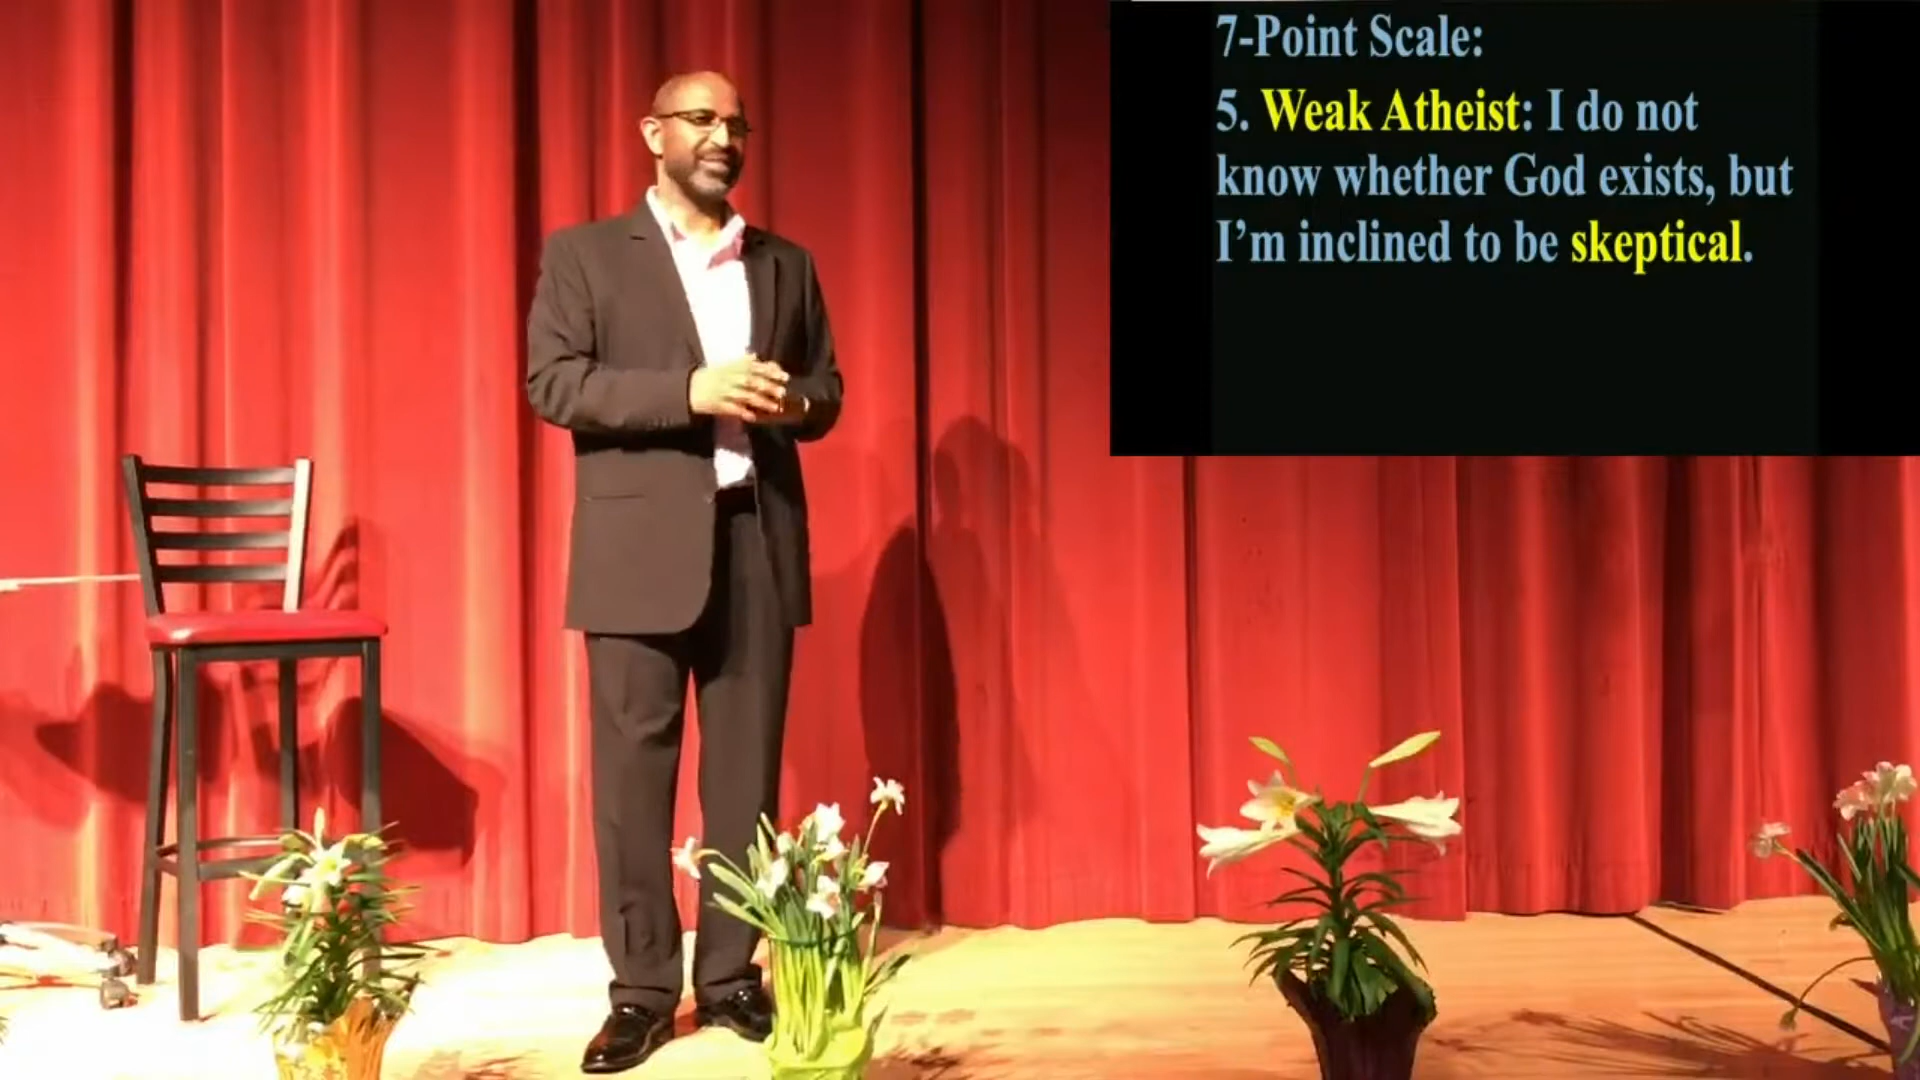 7-Point Scale:
5. Weak Atheist: I do not
know whether God exists, but
I’m inclined to be skeptical.